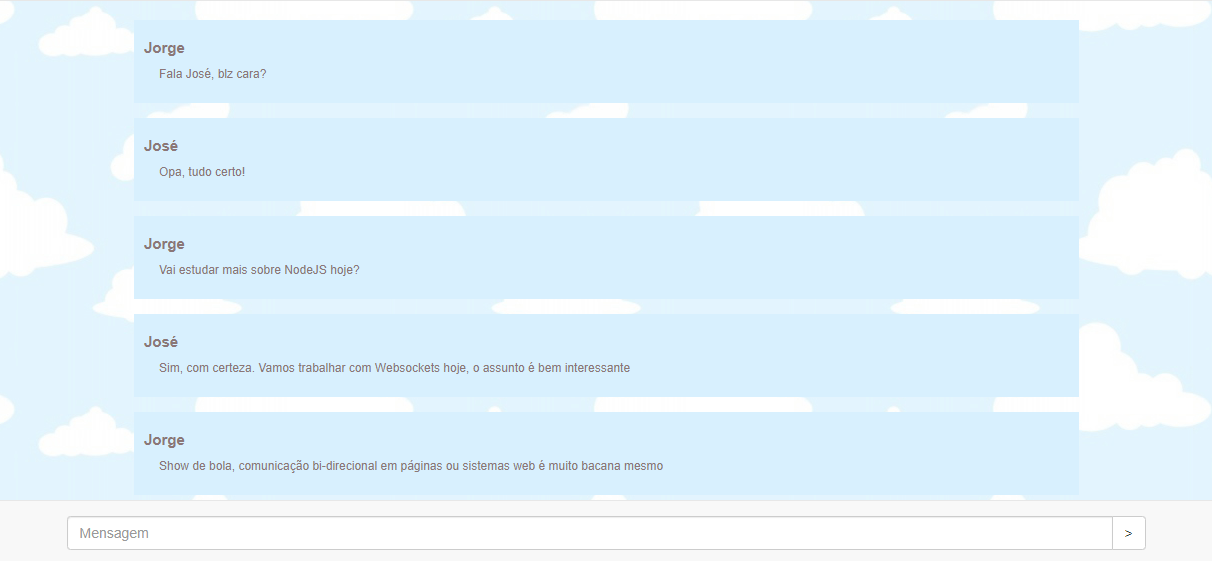 Jorge
Fala José, blz cara?
José
Opa, tudo certo!
Jorge
Vai estudar mais sobre NodeJS hoje?
José
Sim, com certeza. Vamos trabalhar com Websockets hoje, o assunto é bem interessante
Jorge
Show de bola, comunicação bi-direcional em páginas ou sistemas web é muito bacana mesmo
Mensagem >